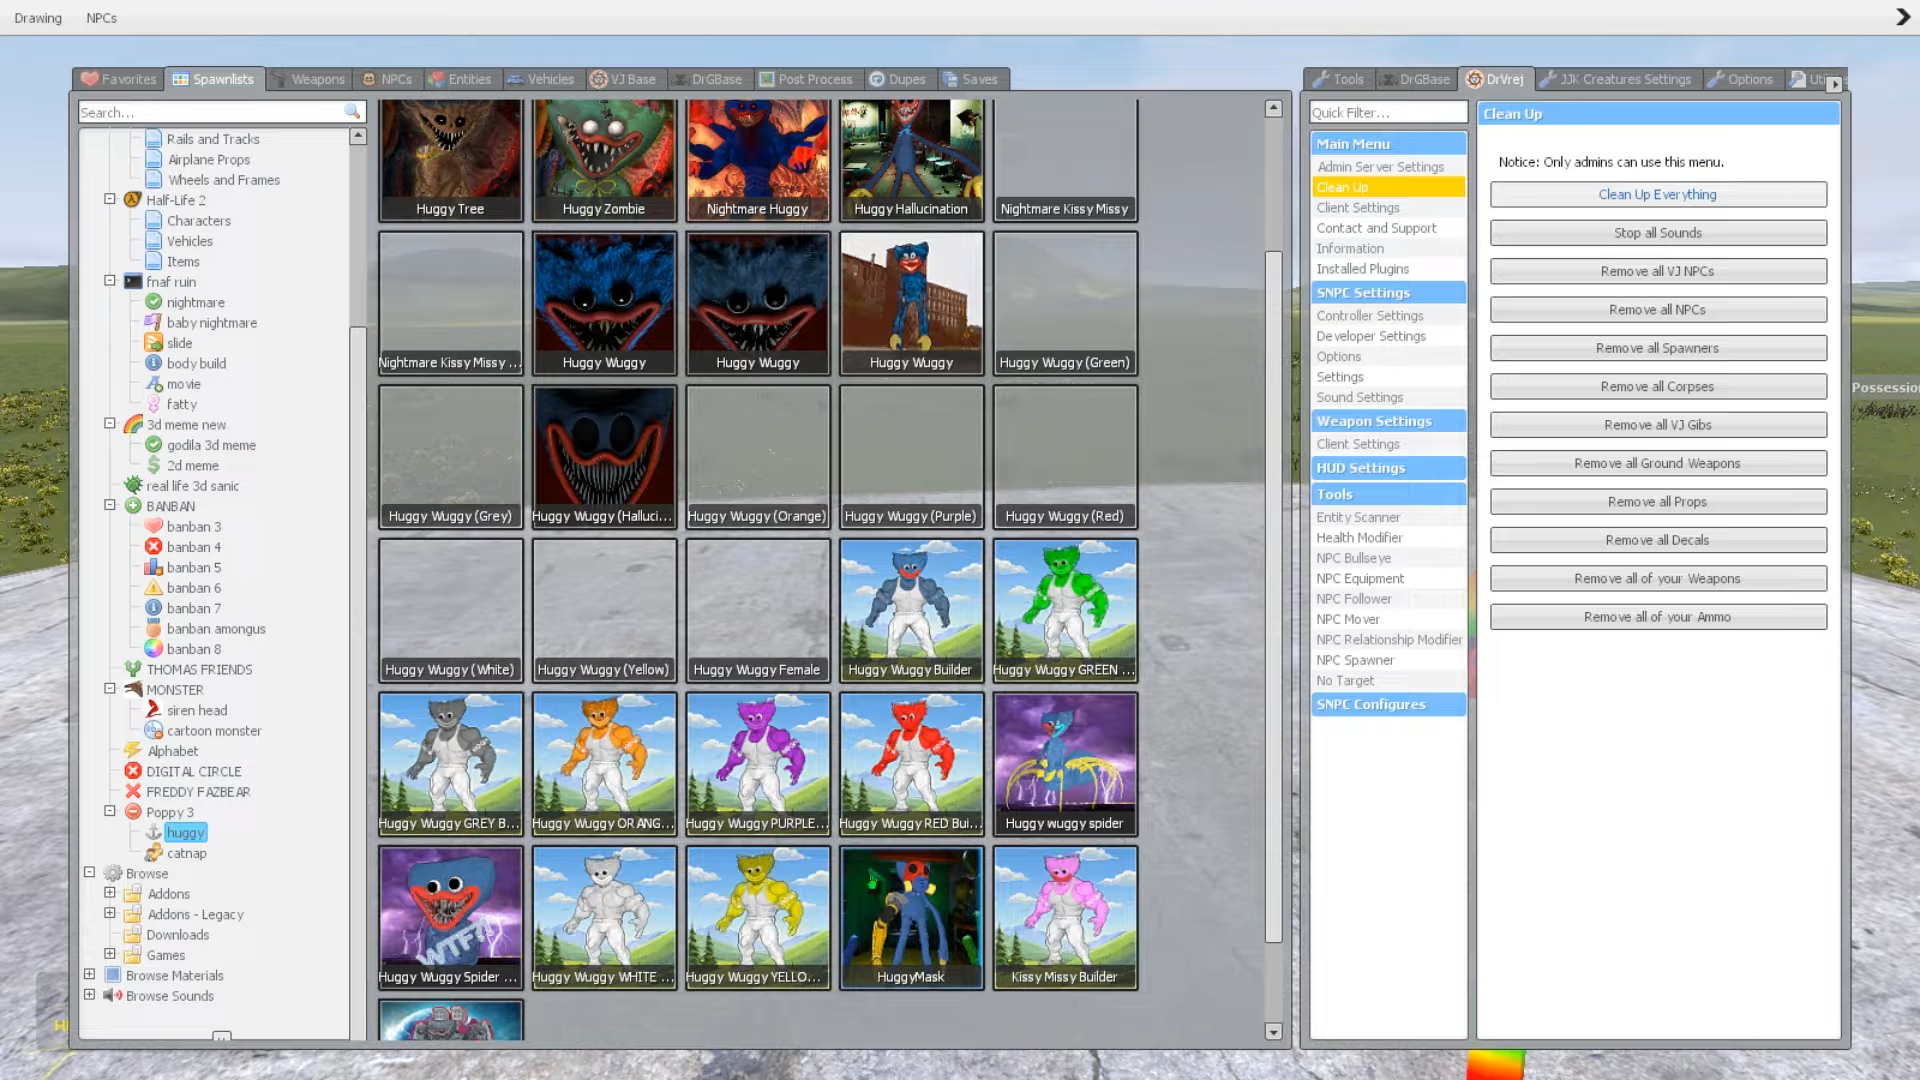 Drawing NPCs
Favorites Spawnlists Weapons NPCs Entities Vehicles VJ Base DrGBase Post Process Dupes Saves
Search...
Rails and Tracks
Airplane Props
Wheels and Frames
Half-Life 2
Characters
Vehicles
Items
fnaf ruin
nightmare
baby nightmare
slide
body build
movie
fatty
3d meme new
godila 3d meme
2d meme
real life 3d sanic
BANBAN
banban 3
banban 4
banban 5
banban 6
banban 7
banban amongus
banban 8
THOMAS FRIENDS
MONSTER
siren head
cartoon monster
Alphabet
DIGITAL CIRCLE
FREDDY FAZBEAR
Poppy 3
huggy
catnap
Browse
Addons
Addons - Legacy
Downloads
Games
Browse Materials
Browse Sounds
Huggy Tree Huggy Zombie Nightmare Huggy Huggy Hallucination Nightmare Kissy Missy
Nightmare Kissy Missy ... Huggy Wuggy Huggy Wuggy Huggy Wuggy Huggy Wuggy (Green)
Huggy Wuggy (Grey) Huggy Wuggy (Halluci... Huggy Wuggy (Orange) Huggy Wuggy (Purple) Huggy Wuggy (Red)
Huggy Wuggy (White) Huggy Wuggy (Yellow) Huggy Wuggy Female Huggy Wuggy Builder Huggy Wuggy GREEN ...
Huggy Wuggy GREY B... Huggy Wuggy ORANG... Huggy Wuggy PURPLE... Huggy Wuggy RED Bui... Huggy wuggy spider
WTF?!
Huggy Wuggy Spider ... Huggy Wuggy WHITE ... Huggy Wuggy YELLO... HuggyMask Kissy Missy Builder
Tools DrGBase DrVrej JJK Creatures Settings Options Uti
Quick Filter...
Main Menu
Admin Server Settings
Clean Up
Client Settings
Contact and Support
Information
Installed Plugins
SNPC Settings
Controller Settings
Developer Settings
Options
Settings
Sound Settings
Weapon Settings
Client Settings
HUD Settings
Tools
Entity Scanner
Health Modifier
NPC Bullseye
NPC Equipment
NPC Follower
NPC Mover
NPC Relationship Modifier
NPC Spawner
No Target
SNPC Configures
Clean Up
Notice: Only admins can use this menu.
Clean Up Everything
Stop all Sounds
Remove all VJ NPCs
Remove all NPCs
Remove all Spawners
Remove all Corpses
Remove all VJ Gibs
Remove all Ground Weapons
Remove all Props
Remove all Decals
Remove all of your Weapons
Remove all of your Ammo
Possessio